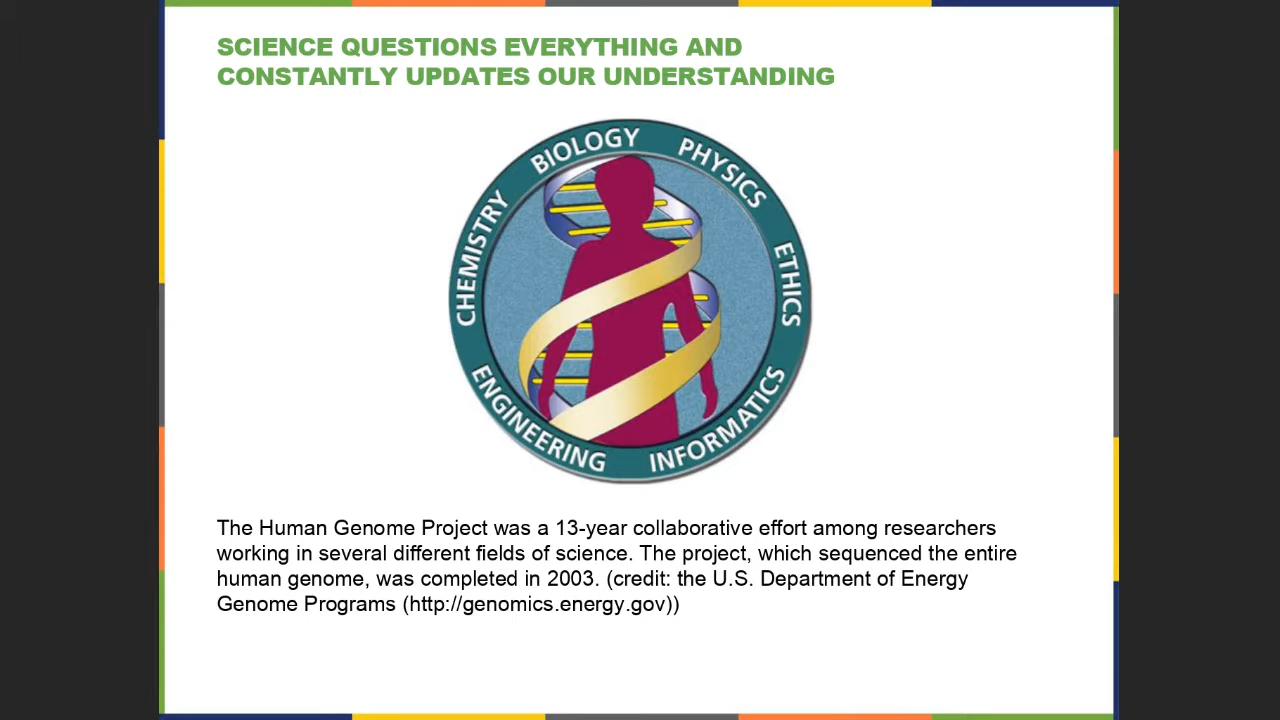 SCIENCE QUESTIONS EVERYTHING AND
CONSTANTLY UPDATES OUR UNDERSTANDING
CHEMISTRY BIOLOGY PHYSICS ETHICS
ENGINEERING INFORMATICS
The Human Genome Project was a 13-year collaborative effort among researchers
working in several different fields of science. The project, which sequenced the entire
human genome, was completed in 2003. (credit: the U.S. Department of Energy
Genome Programs (http://genomics.energy.gov))